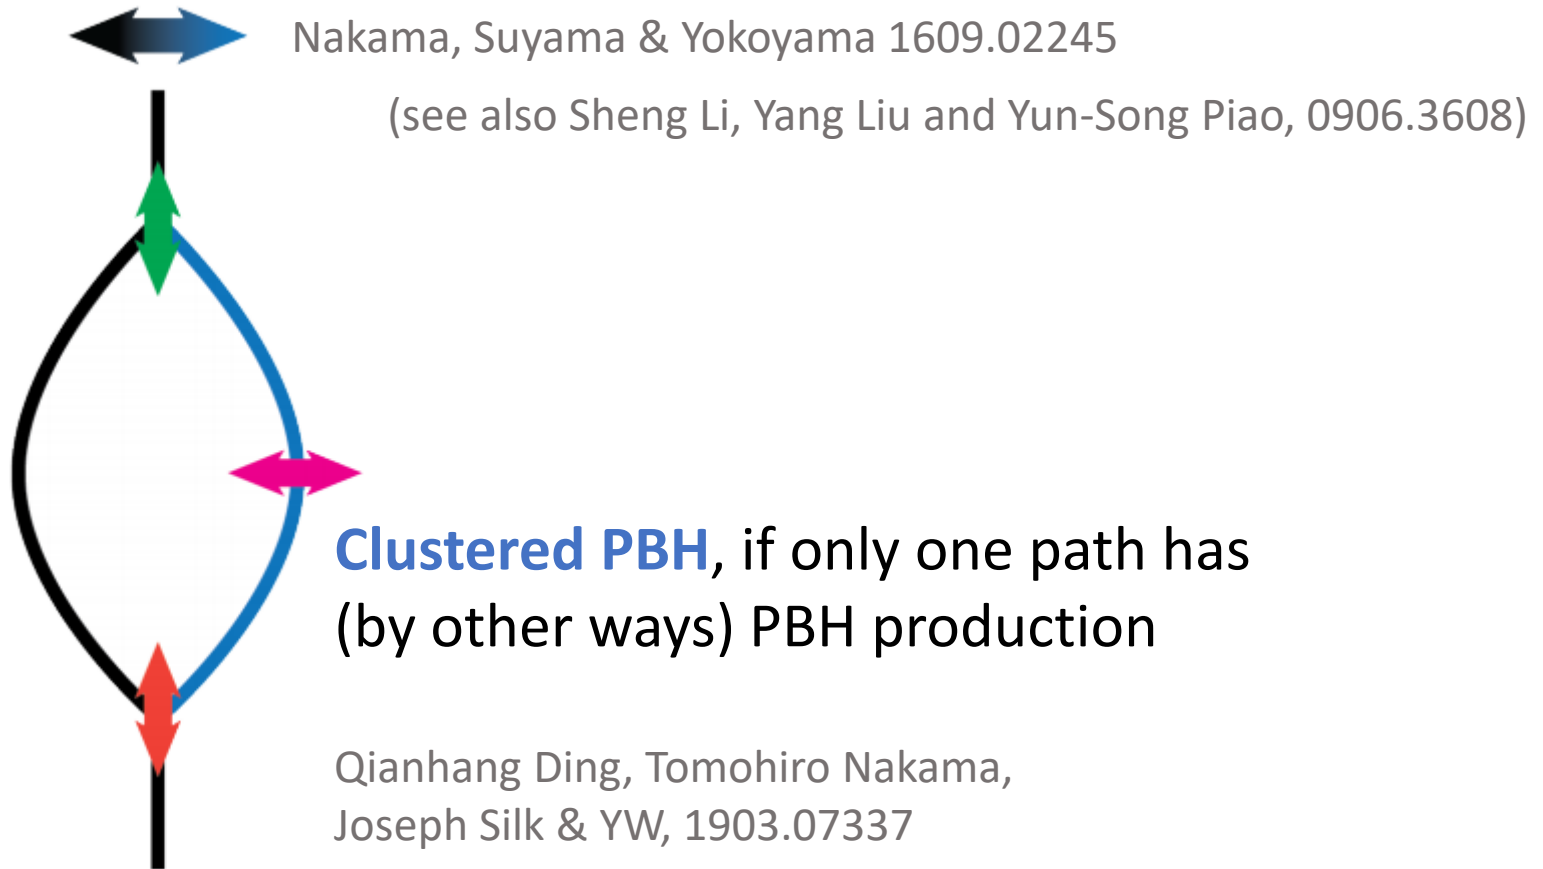 Nakama, Suyama & Yokoyama 1609.02245
(see also Sheng Li, Yang Liu and Yun-Song Piao, 0906.3608)
Clustered PBH, if only one path has
(by other ways) PBH production
Qianhang Ding, Tomohiro Nakama,
Joseph Silk & YW, 1903.07337